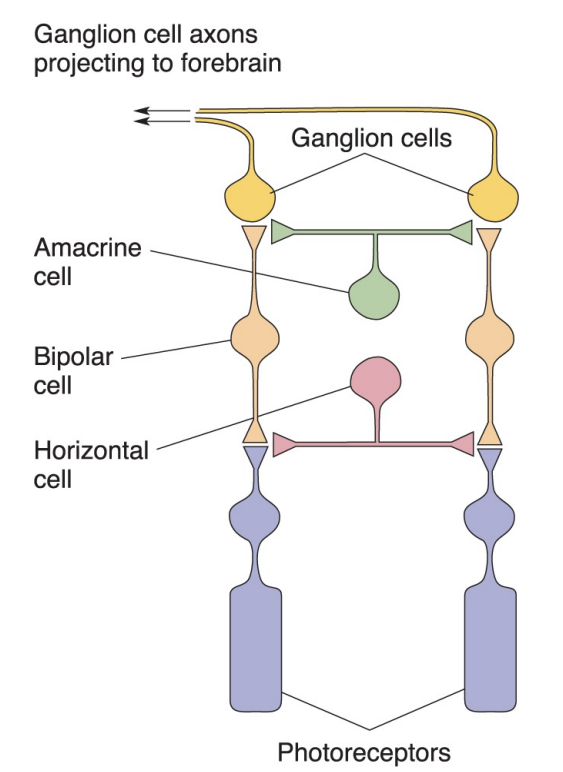 Ganglion cell axons
projecting to forebrain
Ganglion cells
Amacrine
cell
Bipolar
cell
Horizontal
cell
Photoreceptors